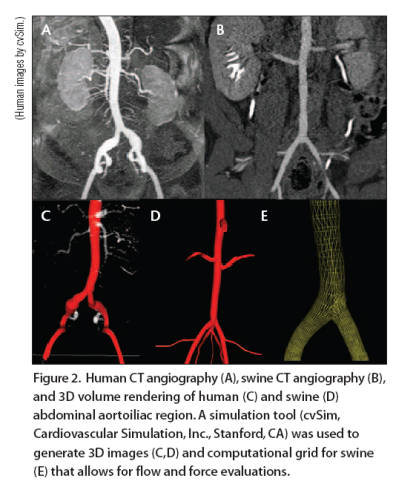 (Human images by cvSim.)
A
B
C
D
E
Figure 2. Human CT angiography (A), swine CT angiography (B),
and 3D volume rendering of human (C) and swine (D)
abdominal aortoiliac region. A simulation tool (cvSim,
Cardiovascular Simulation, Inc., Stanford, CA) was used to
generate 3D images (C,D) and computational grid for swine
(E) that allows for flow and force evaluations.